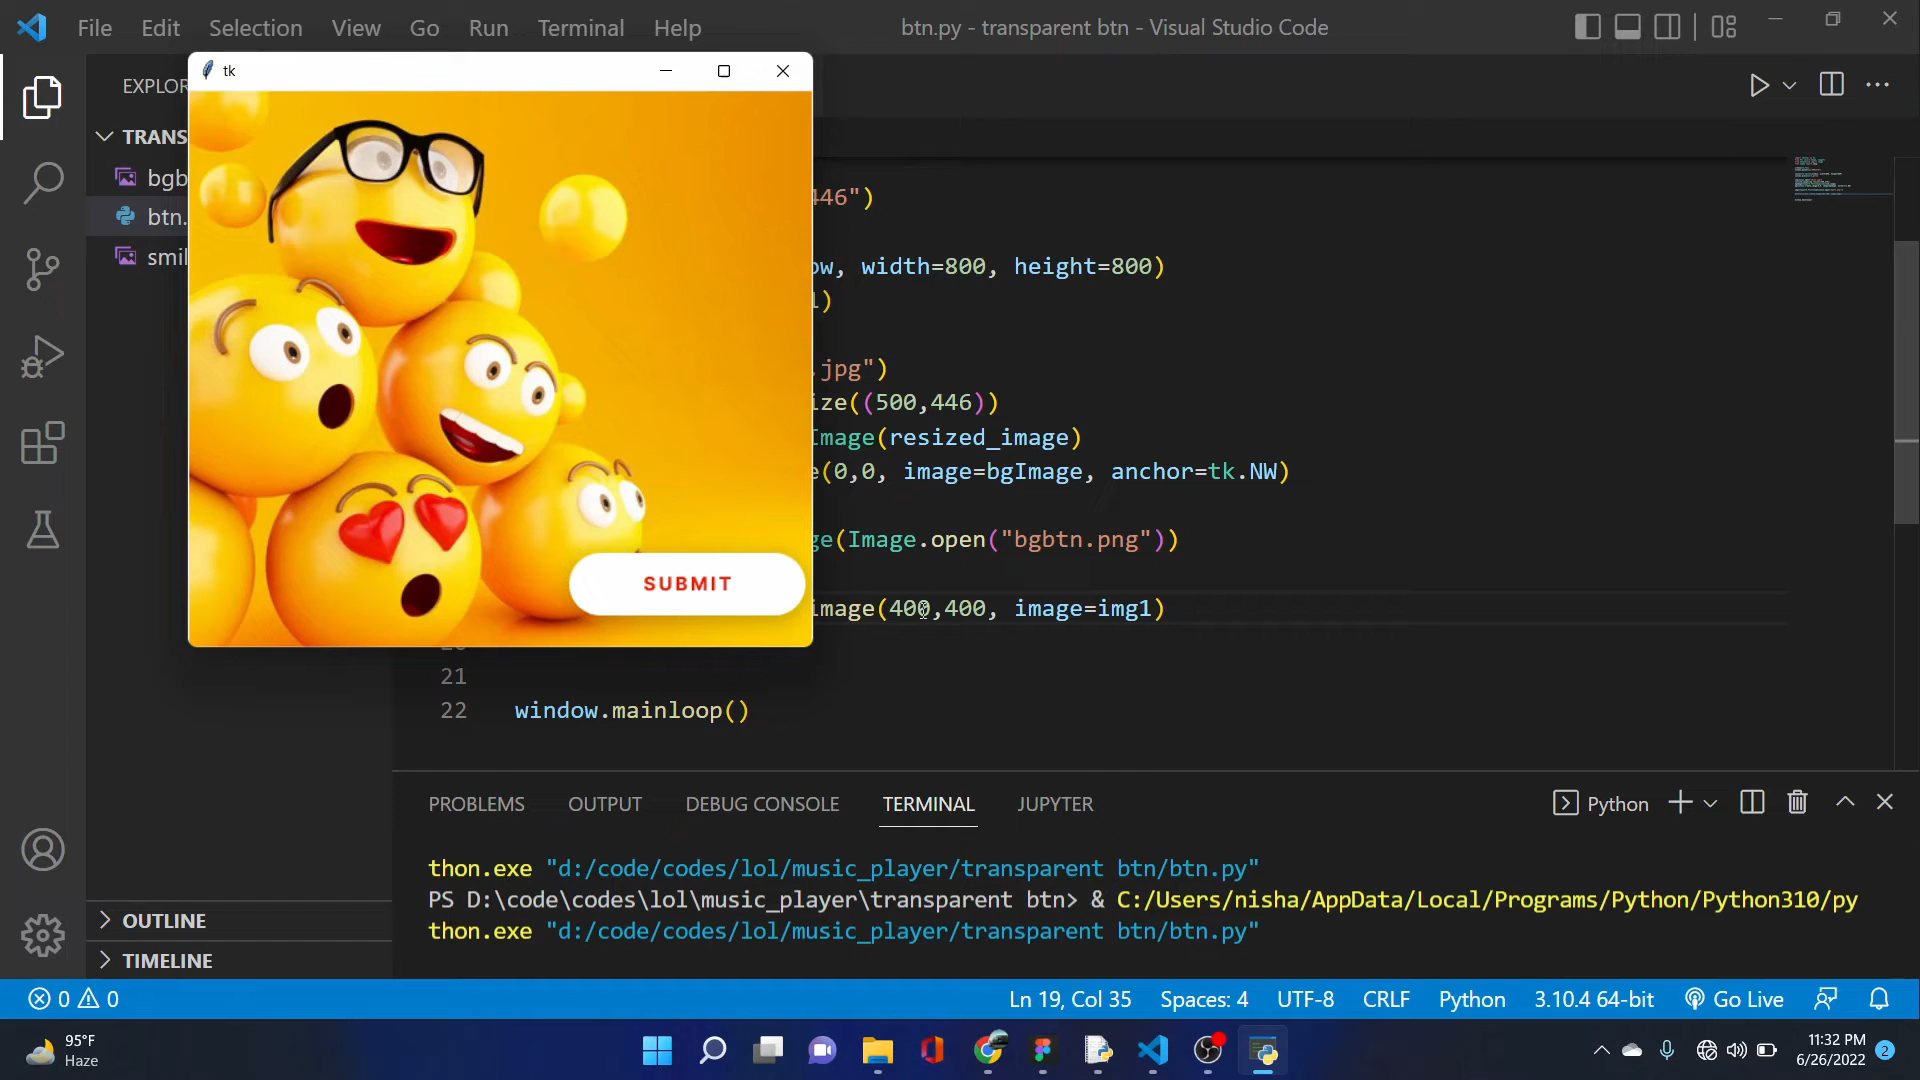 File Edit Selection View Go Run Terminal Help btn.py - transparent btn - Visual Studio Code
tk
EXPLOR
TRANS
bgb
btn.
smil
SUBMIT
446")
ow, width=800, height=800)
1)
.jpg")
ize((500,446))
Image(resized_image)
e(0,0, image=bgImage, anchor=tk.NW)
ge(Image.open("bgbtn.png"))
image(400,400, image=img1)
21
22 window.mainloop()
PROBLEMS OUTPUT DEBUG CONSOLE TERMINAL JUPYTER Python
thon.exe "d:/code/codes/lol/music_player/transparent btn/btn.py"
PS D:\code\codes\lol\music_player\transparent btn> & C:/Users/nisha/AppData/Local/Programs/Python/Python310/py
thon.exe "d:/code/codes/lol/music_player/transparent btn/btn.py"
OUTLINE
TIMELINE
0 0 Ln 19, Col 35 Spaces: 4 UTF-8 CRLF Python 3.10.4 64-bit Go Live
95°F
Haze
11:32 PM
6/26/2022 2